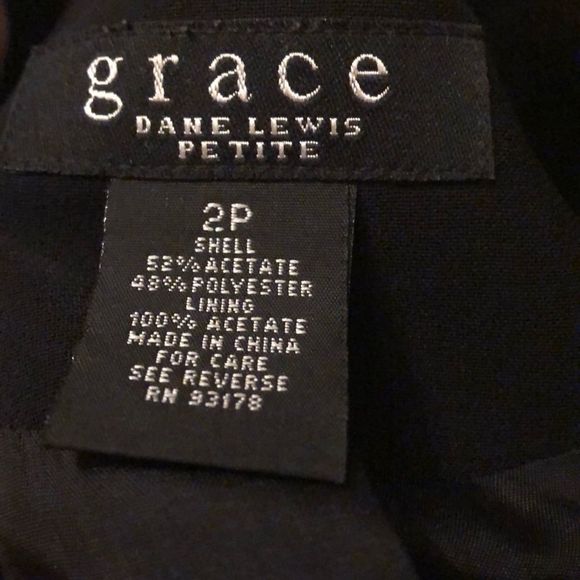 grace
DANE LEWIS
PETITE
2P
SHELL
52% ACETATE
48% POLYESTER
LINING
100% ACETATE
MADE IN CHINA
FOR CARE
SEE REVERSE
RN 93178